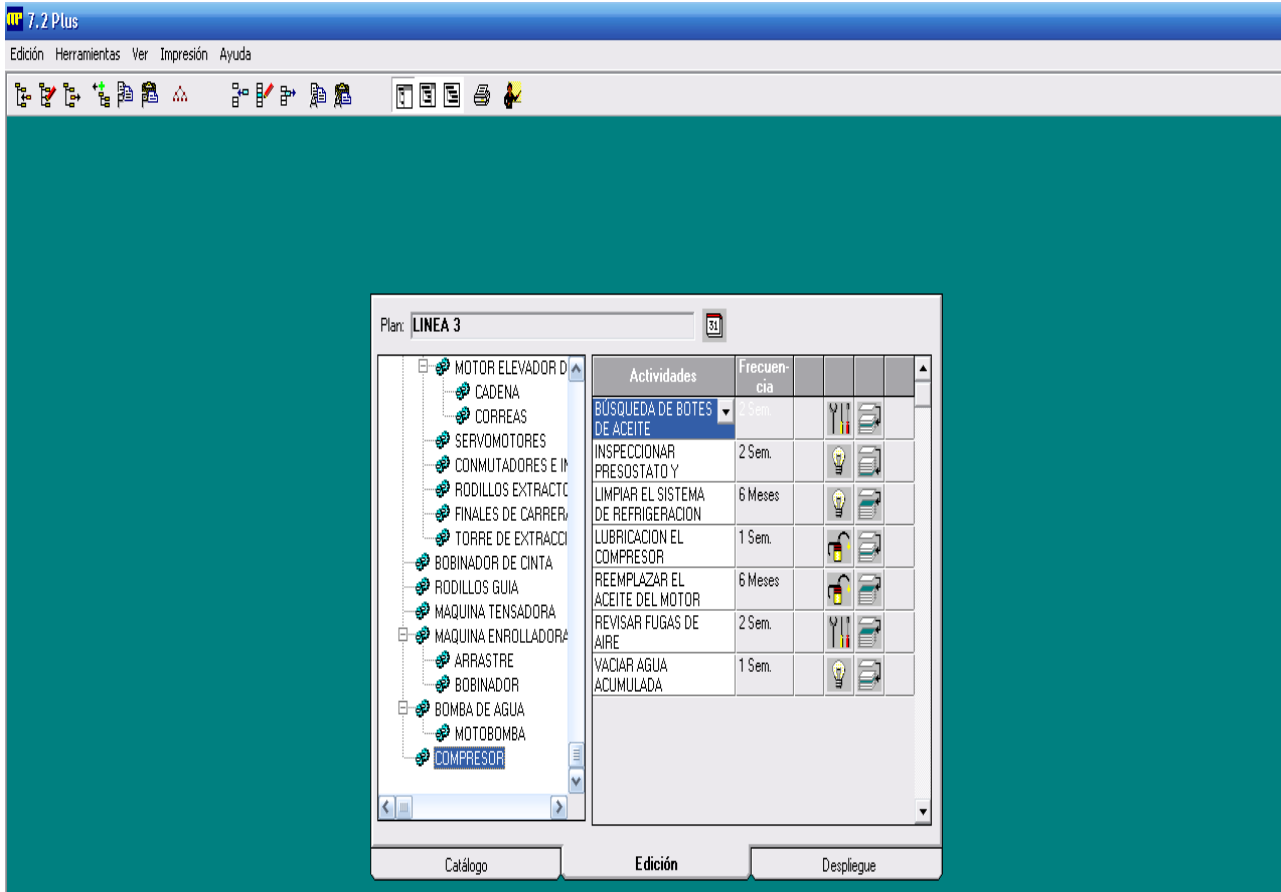 MP 7.2 Plus
Edición Herramientas Ver Impresión Ayuda
Plan: LINEA 3
31
MOTOR ELEVADOR D
CADENA
CORREAS
SERVOMOTORES
CONMUTADORES E IN
RODILLOS EXTRACTO
FINALES DE CARRERA
TORRE DE EXTRACCI
BOBINADOR DE CINTA
RODILLOS GUIA
MAQUINA TENSADORA
MAQUINA ENROLLADORA
ARRASTRE
BOBINADOR
BOMBA DE AGUA
MOTOBOMBA
COMPRESOR
Actividades
Frecuen-
cia
BÚSQUEDA DE BOTES
DE ACEITE
2 Sem.
INSPECCIONAR
PRESOSTATO Y
2 Sem.
LIMPIAR EL SISTEMA
DE REFRIGERACION
6 Meses
LUBRICACION EL
COMPRESOR
1 Sem.
REEMPLAZAR EL
ACEITE DEL MOTOR
6 Meses
REVISAR FUGAS DE
AIRE
2 Sem.
VACIAR AGUA
ACUMULADA
1 Sem.
Catálogo
Edición
Despliegue